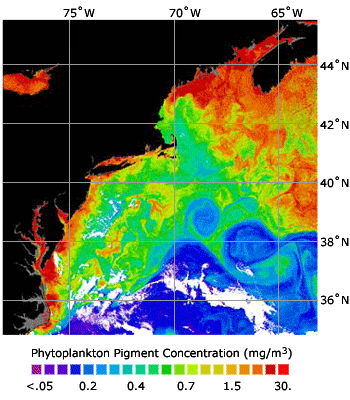 75°W 70°W 65°W
44°N
42°N
40°N
38°N
36°N
Phytoplankton Pigment Concentration (mg/m³)
<.05 0.2 0.4 0.7 1.5 30.